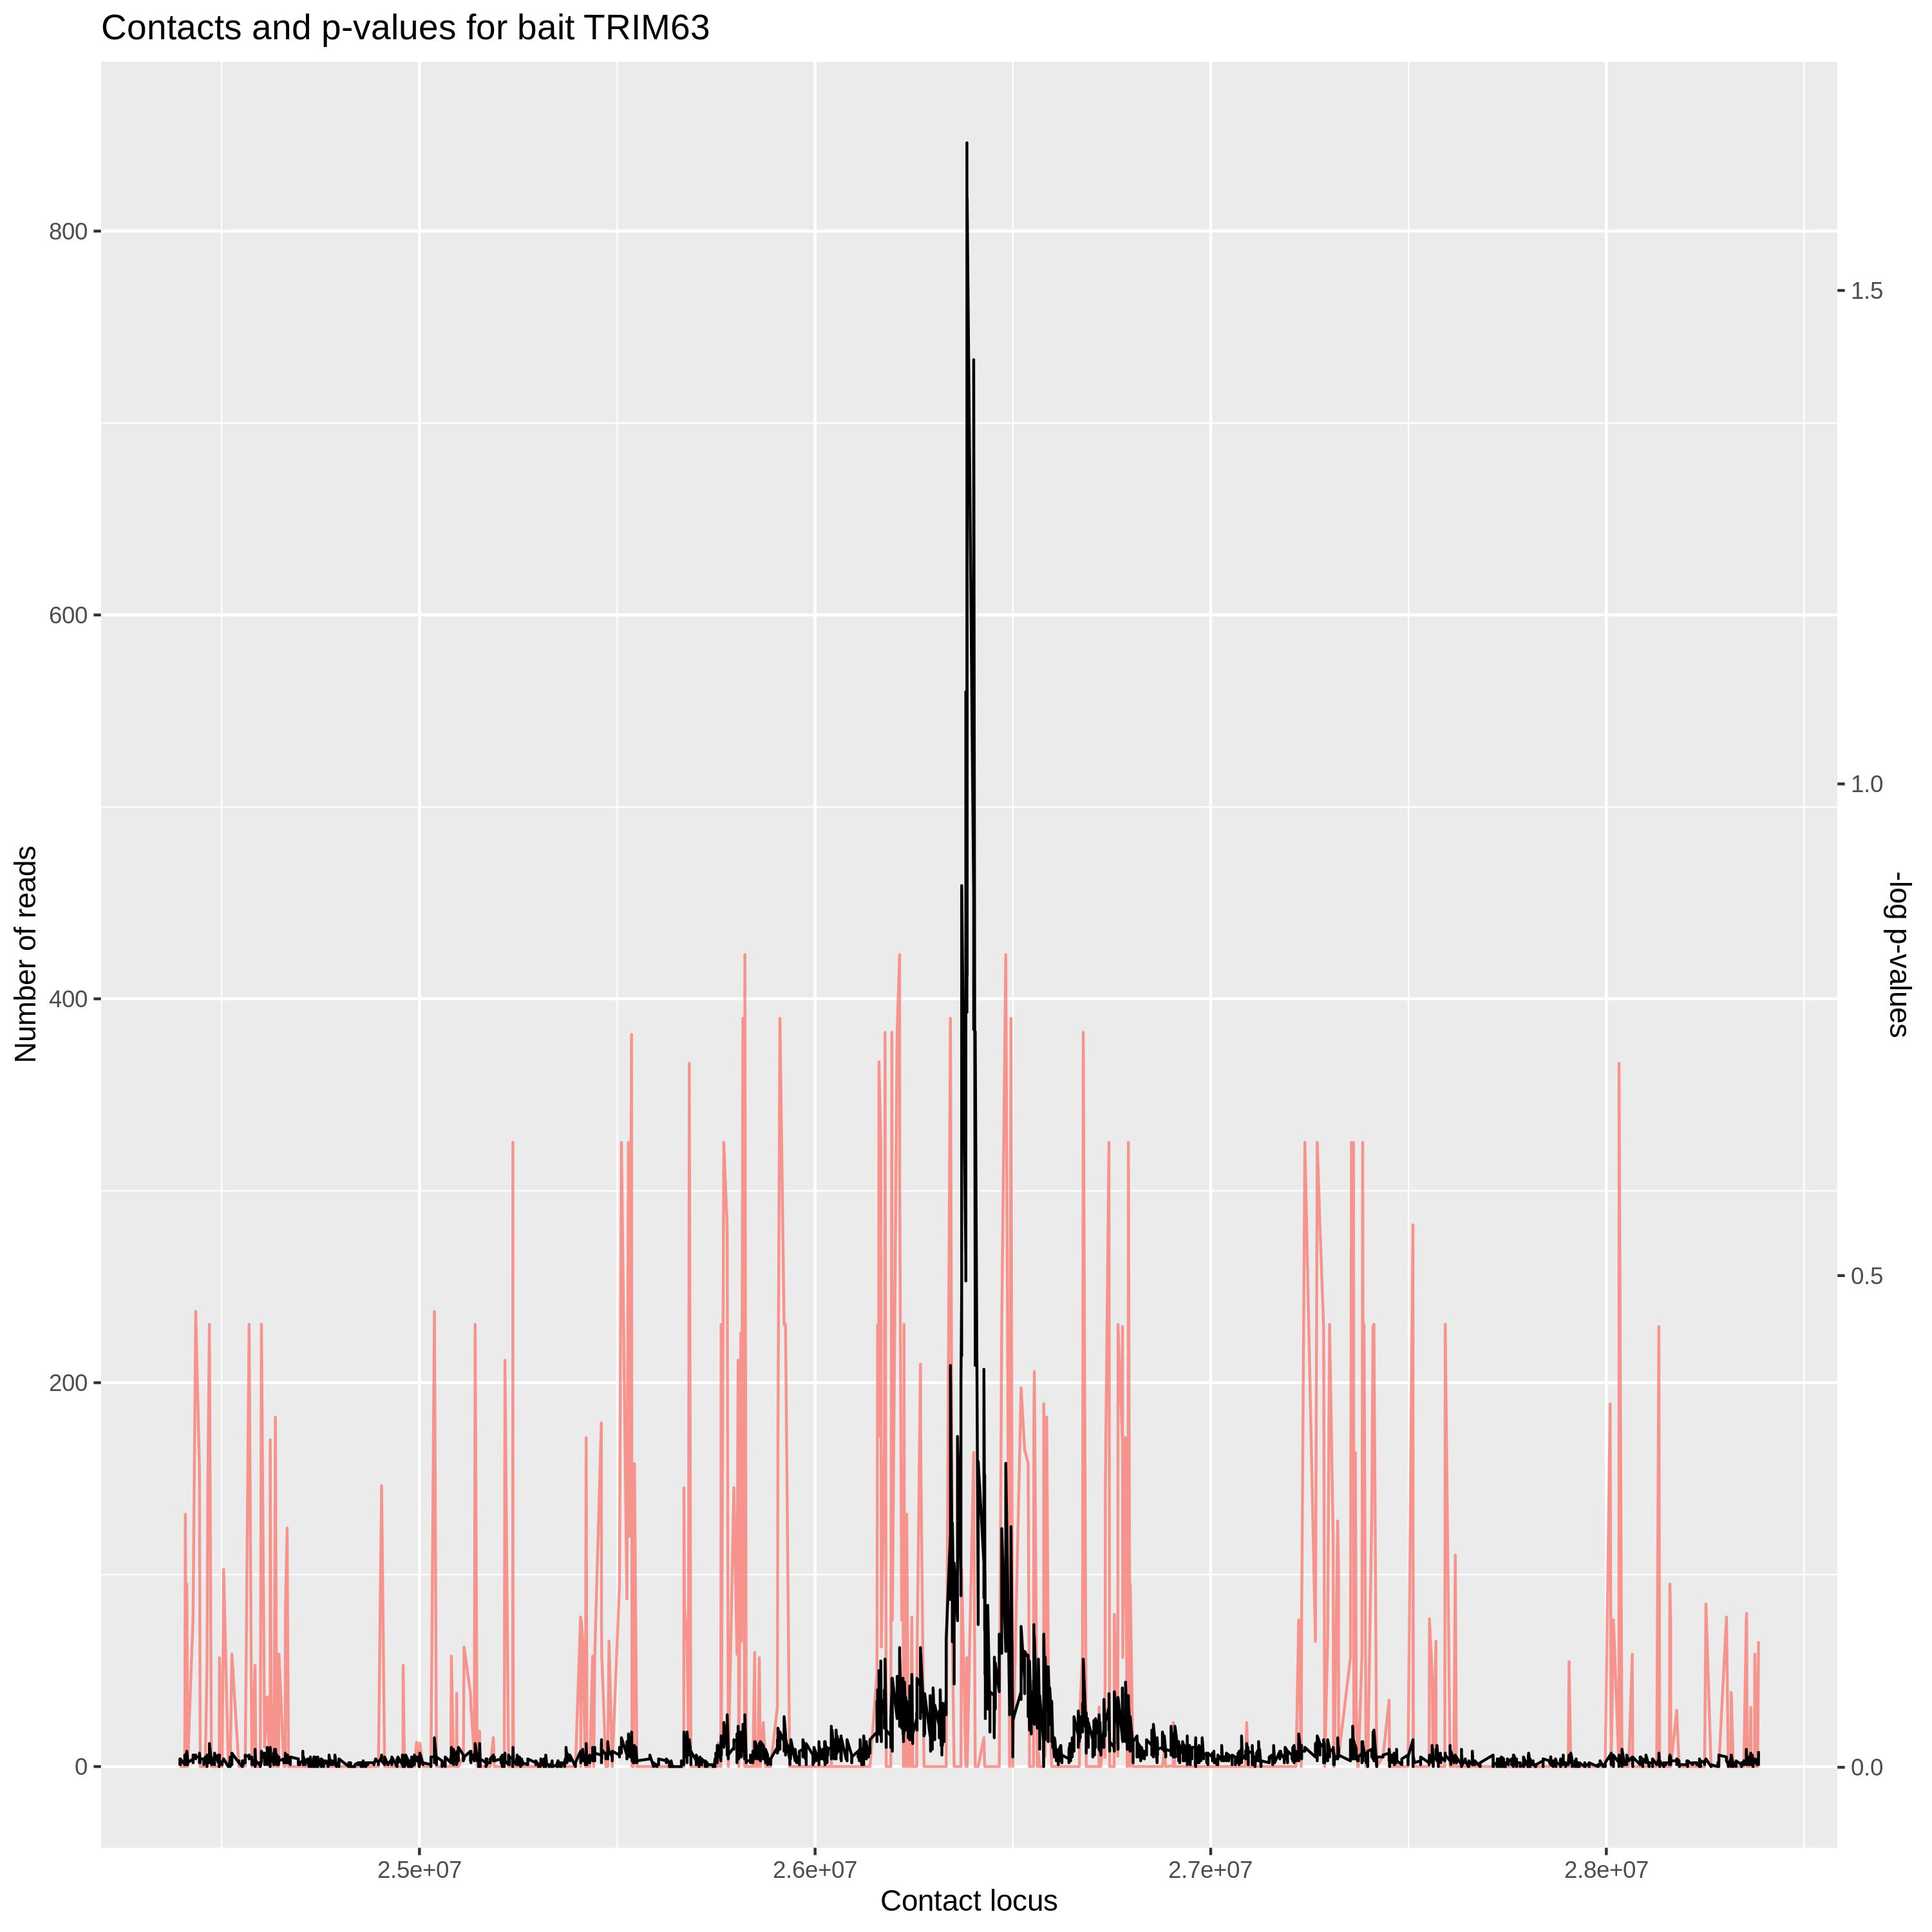 Contacts and p-values for bait TRIM63
800
600
400
200
0
Number of reads
1.5
1.0
0.5
0.0
-log p-values
2.5e+07
2.6e+07
2.7e+07
2.8e+07
Contact locus